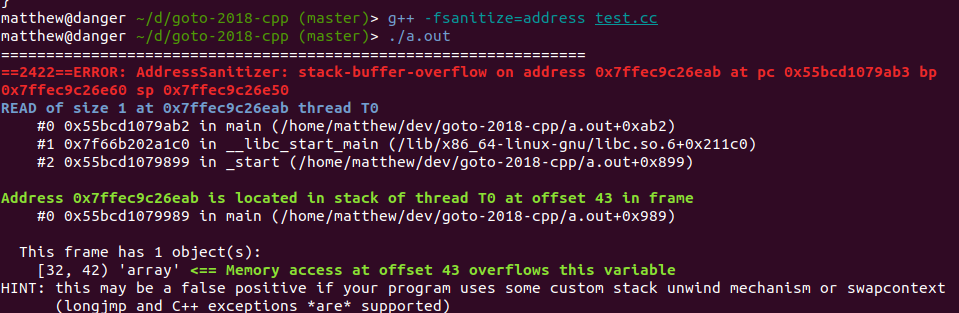 }
matthew@danger ~/d/goto-2018-cpp (master)> g++ -fsanitize=address test.cc
matthew@danger ~/d/goto-2018-cpp (master)> ./a.out
=================================================================
==2422==ERROR: AddressSanitizer: stack-buffer-overflow on address 0x7ffec9c26eab at pc 0x55bcd1079ab3 bp
0x7ffec9c26e60 sp 0x7ffec9c26e50
READ of size 1 at 0x7ffec9c26eab thread T0
    #0 0x55bcd1079ab2 in main (/home/matthew/dev/goto-2018-cpp/a.out+0xab2)
    #1 0x7f66b202a1c0 in __libc_start_main (/lib/x86_64-linux-gnu/libc.so.6+0x211c0)
    #2 0x55bcd1079899 in _start (/home/matthew/dev/goto-2018-cpp/a.out+0x899)

Address 0x7ffec9c26eab is located in stack of thread T0 at offset 43 in frame
    #0 0x55bcd1079989 in main (/home/matthew/dev/goto-2018-cpp/a.out+0x989)

  This frame has 1 object(s):
    [32, 42) 'array' <== Memory access at offset 43 overflows this variable
HINT: this may be a false positive if your program uses some custom stack unwind mechanism or swapcontext
      (longjmp and C++ exceptions *are* supported)